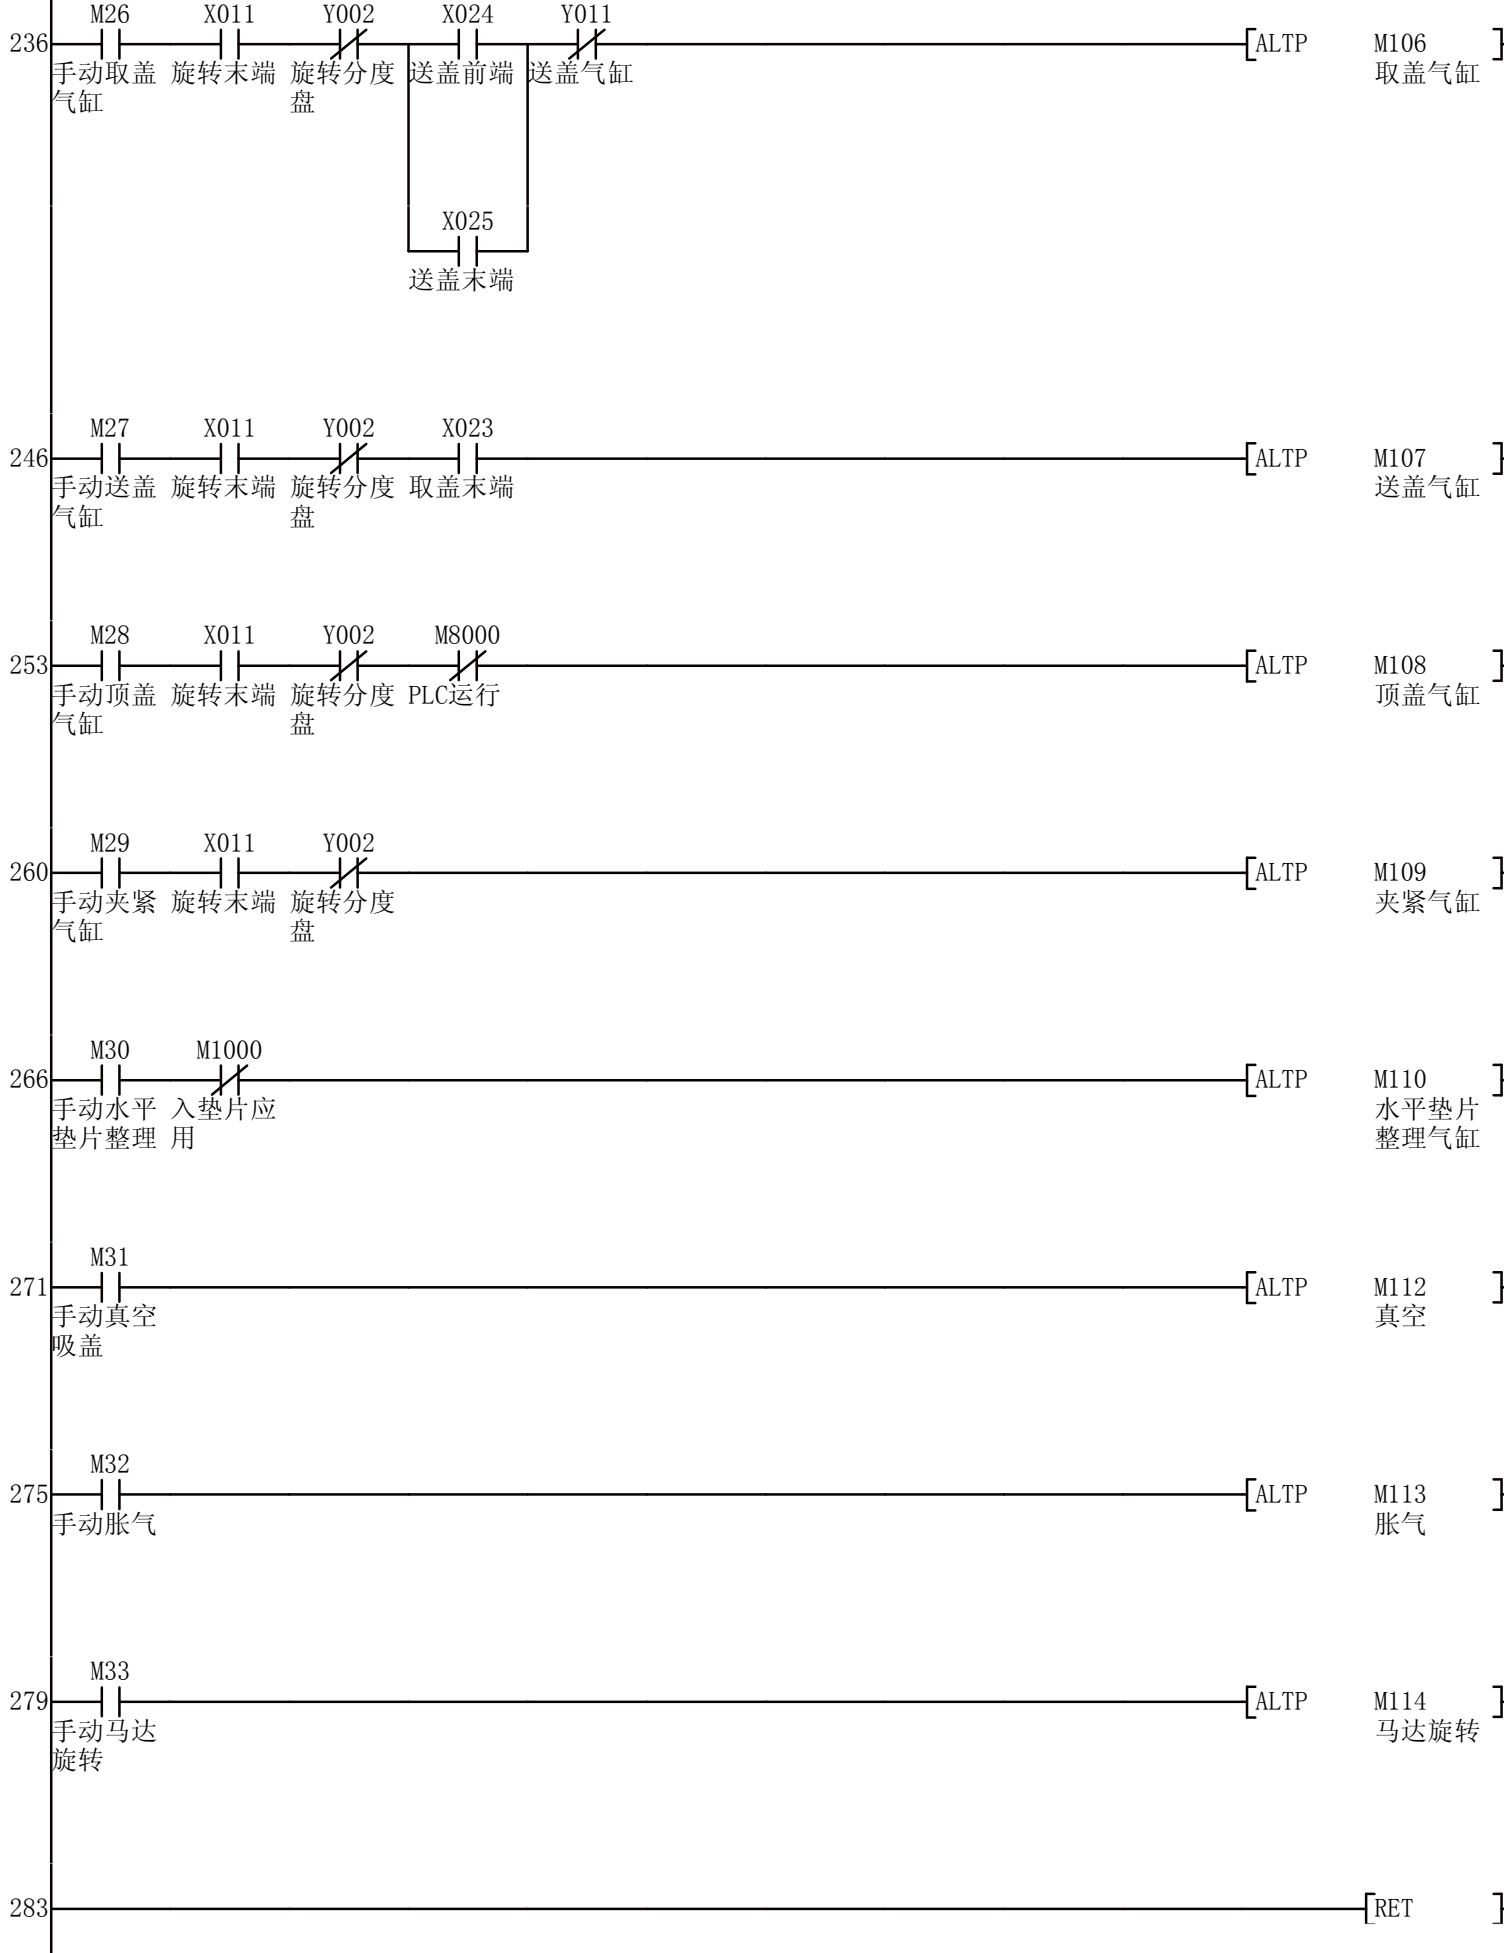 M26 X011 Y002 X024 Y011
236 ALTP M106
手动取盖 旋转末端 旋转分度 送盖前端 送盖气缸 取盖气缸
气缸 盘
X025
送盖末端
M27 X011 Y002 X023
246 ALTP M107
手动送盖 旋转末端 旋转分度 取盖末端 送盖气缸
气缸 盘
M28 X011 Y002 M8000
253 ALTP M108
手动顶盖 旋转末端 旋转分度 PLC运行 顶盖气缸
气缸 盘
M29 X011 Y002
260 ALTP M109
手动夹紧 旋转末端 旋转分度 夹紧气缸
气缸 盘
M30 M1000
266 ALTP M110
手动水平 入垫片应 水平垫片
垫片整理 用 整理气缸
M31
271 ALTP M112
手动真空 真空
吸盖
M32
275 ALTP M113
手动胀气 胀气
M33
279 ALTP M114
手动马达 马达旋转
旋转
283 RET